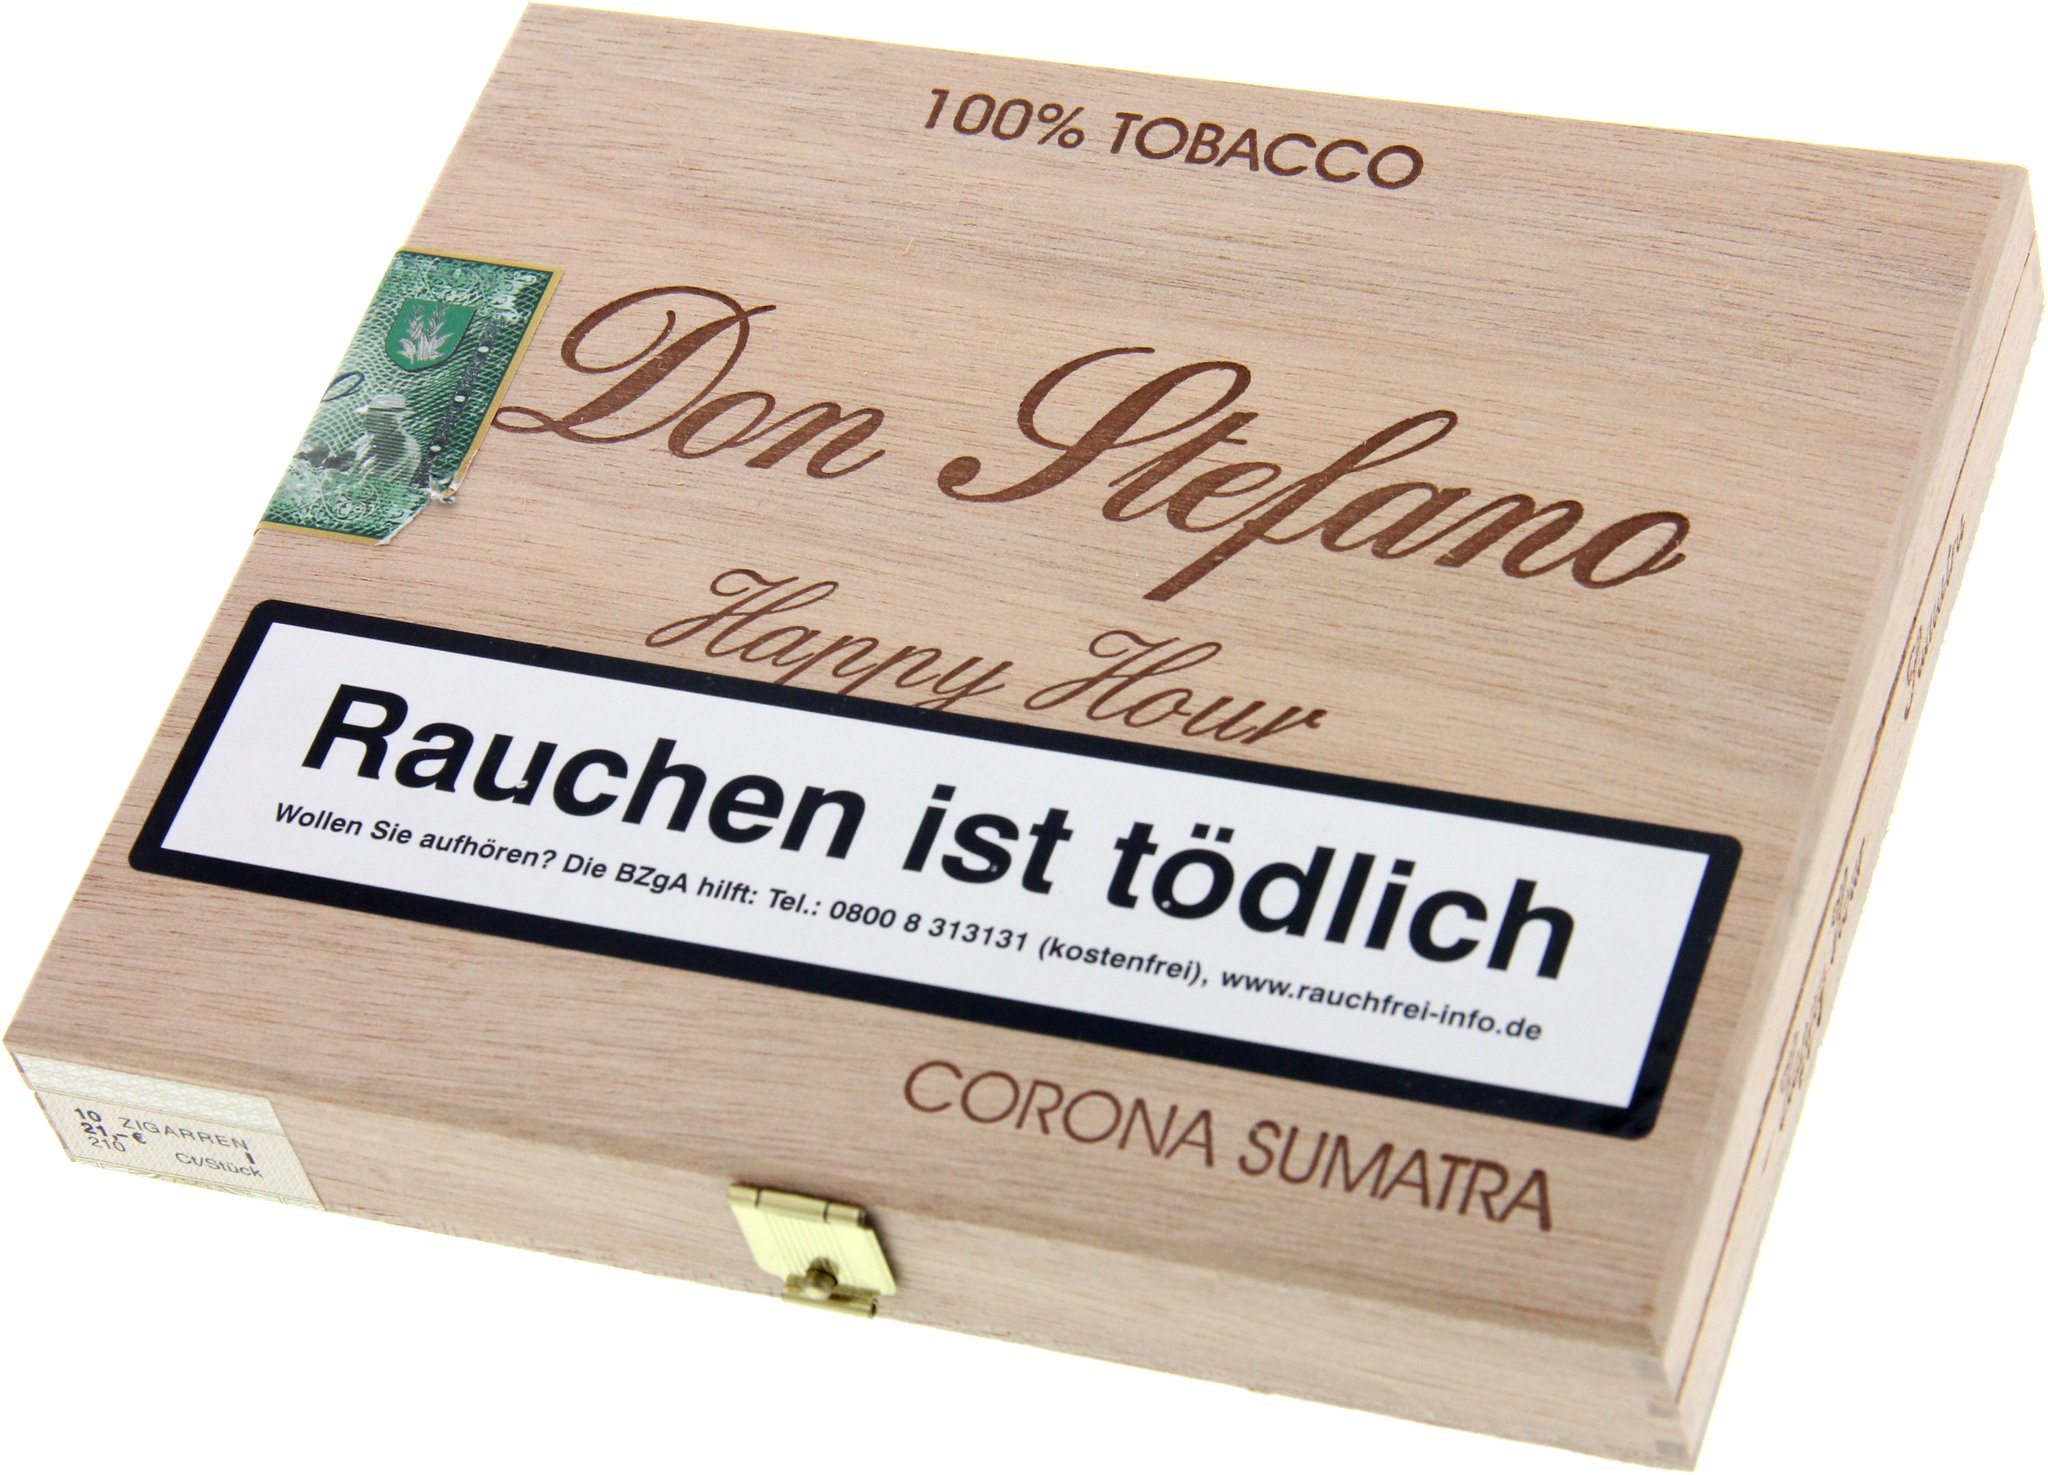 100% TOBACCO
Don Stefano
Happy Hour
Rauchen ist tödlich
Wollen Sie aufhören? Die BZgA hilft: Tel.: 0800 8 313131 (kostenfrei), www.rauchfrei-info.de
CORONA SUMATRA
10 ZIGARREN
21,-€ I
210 Ct/Stück
Sumatra